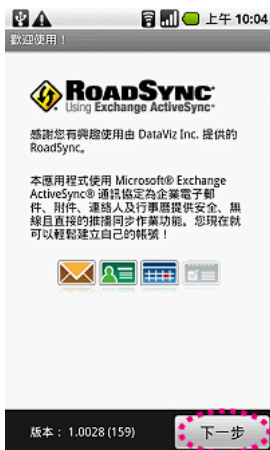 上午 10:04
歡迎使用！
ROADSYNC
Using Exchange ActiveSync®
感謝您有興趣使用由 DataViz Inc. 提供的
RoadSync。
本應用程式使用 Microsoft® Exchange
ActiveSync® 通訊協定為企業電子郵
件、附件、連絡人及行事曆提供安全、無
線且直接的推播同步作業功能。您現在就
可以輕鬆建立自己的帳號！
版本： 1.0028 (159)
下一步